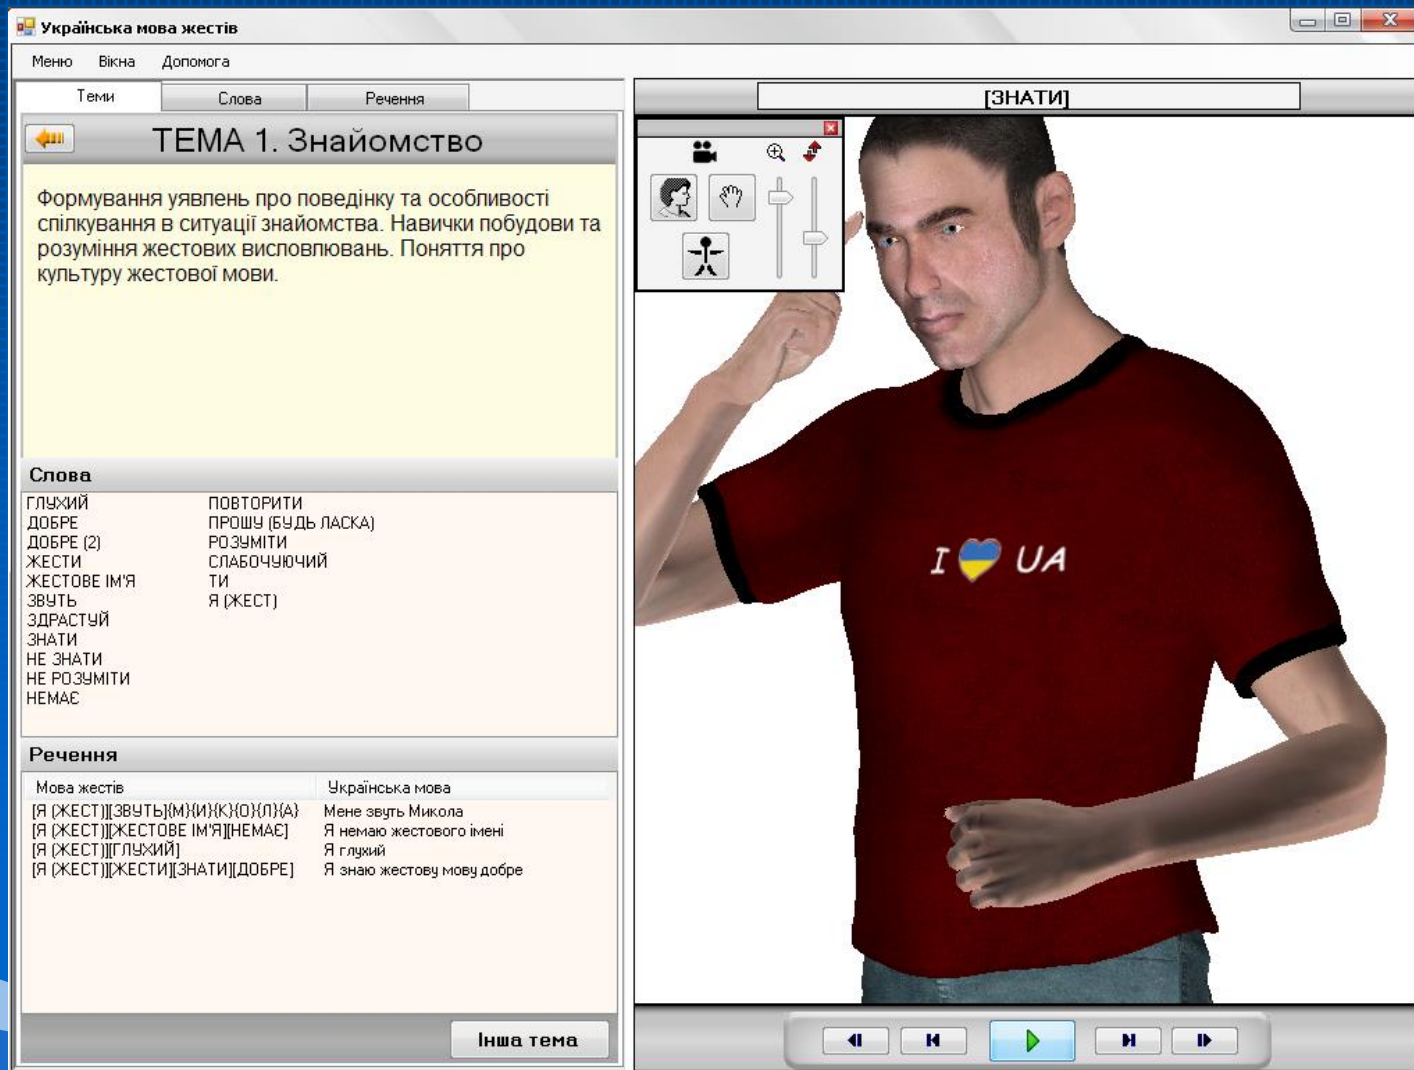 Українська мова жестів
Меню Вікна Допомога
Теми Слова Речення
ТЕМА 1. Знайомство
Формування уявлень про поведінку та особливості
спілкування в ситуації знайомства. Навички побудови та
розуміння жестових висловлювань. Поняття про
культуру жестової мови.
Слова
ГЛУХИЙ ПОВТОРИТИ
ДОБРЕ ПРОШУ (БУДЬ ЛАСКА)
ДОБРЕ (2) РОЗУМІТИ
ЖЕСТИ СЛАБОЧУЮЧИЙ
ЖЕСТОВЕ ІМ'Я ТИ
ЗВУТЬ Я (ЖЕСТ)
ЗДРАСТУЙ
ЗНАТИ
НЕ ЗНАТИ
НЕ РОЗУМІТИ
НЕМАЄ
Речення
Мова жестів Українська мова
[Я (ЖЕСТ)][ЗВУТЬ]{М}{И}{К}{О}{Л}{А} Мене звуть Микола
[Я (ЖЕСТ)][ЖЕСТОВЕ ІМ'Я][НЕМАЄ] Я немаю жестового імені
[Я (ЖЕСТ)][ГЛУХИЙ] Я глухий
[Я (ЖЕСТ)][ЖЕСТИ][ЗНАТИ][ДОБРЕ] Я знаю жестову мову добре
Інша тема
[ЗНАТИ]
I UA